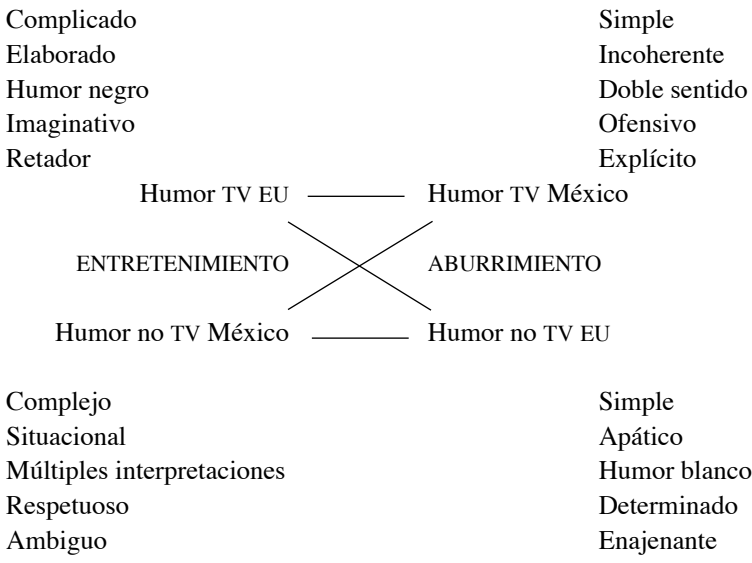 Complicado Simple
Elaborado Incoherente
Humor negro Doble sentido
Imaginativo Ofensivo
Retador Explícito
Humor TV EU Humor TV México
ENTRETENIMIENTO ABURRIMIENTO
Humor no TV México Humor no TV EU
Complejo Simple
Situacional Apático
Múltiples interpretaciones Humor blanco
Respetuoso Determinado
Ambiguo Enajenante